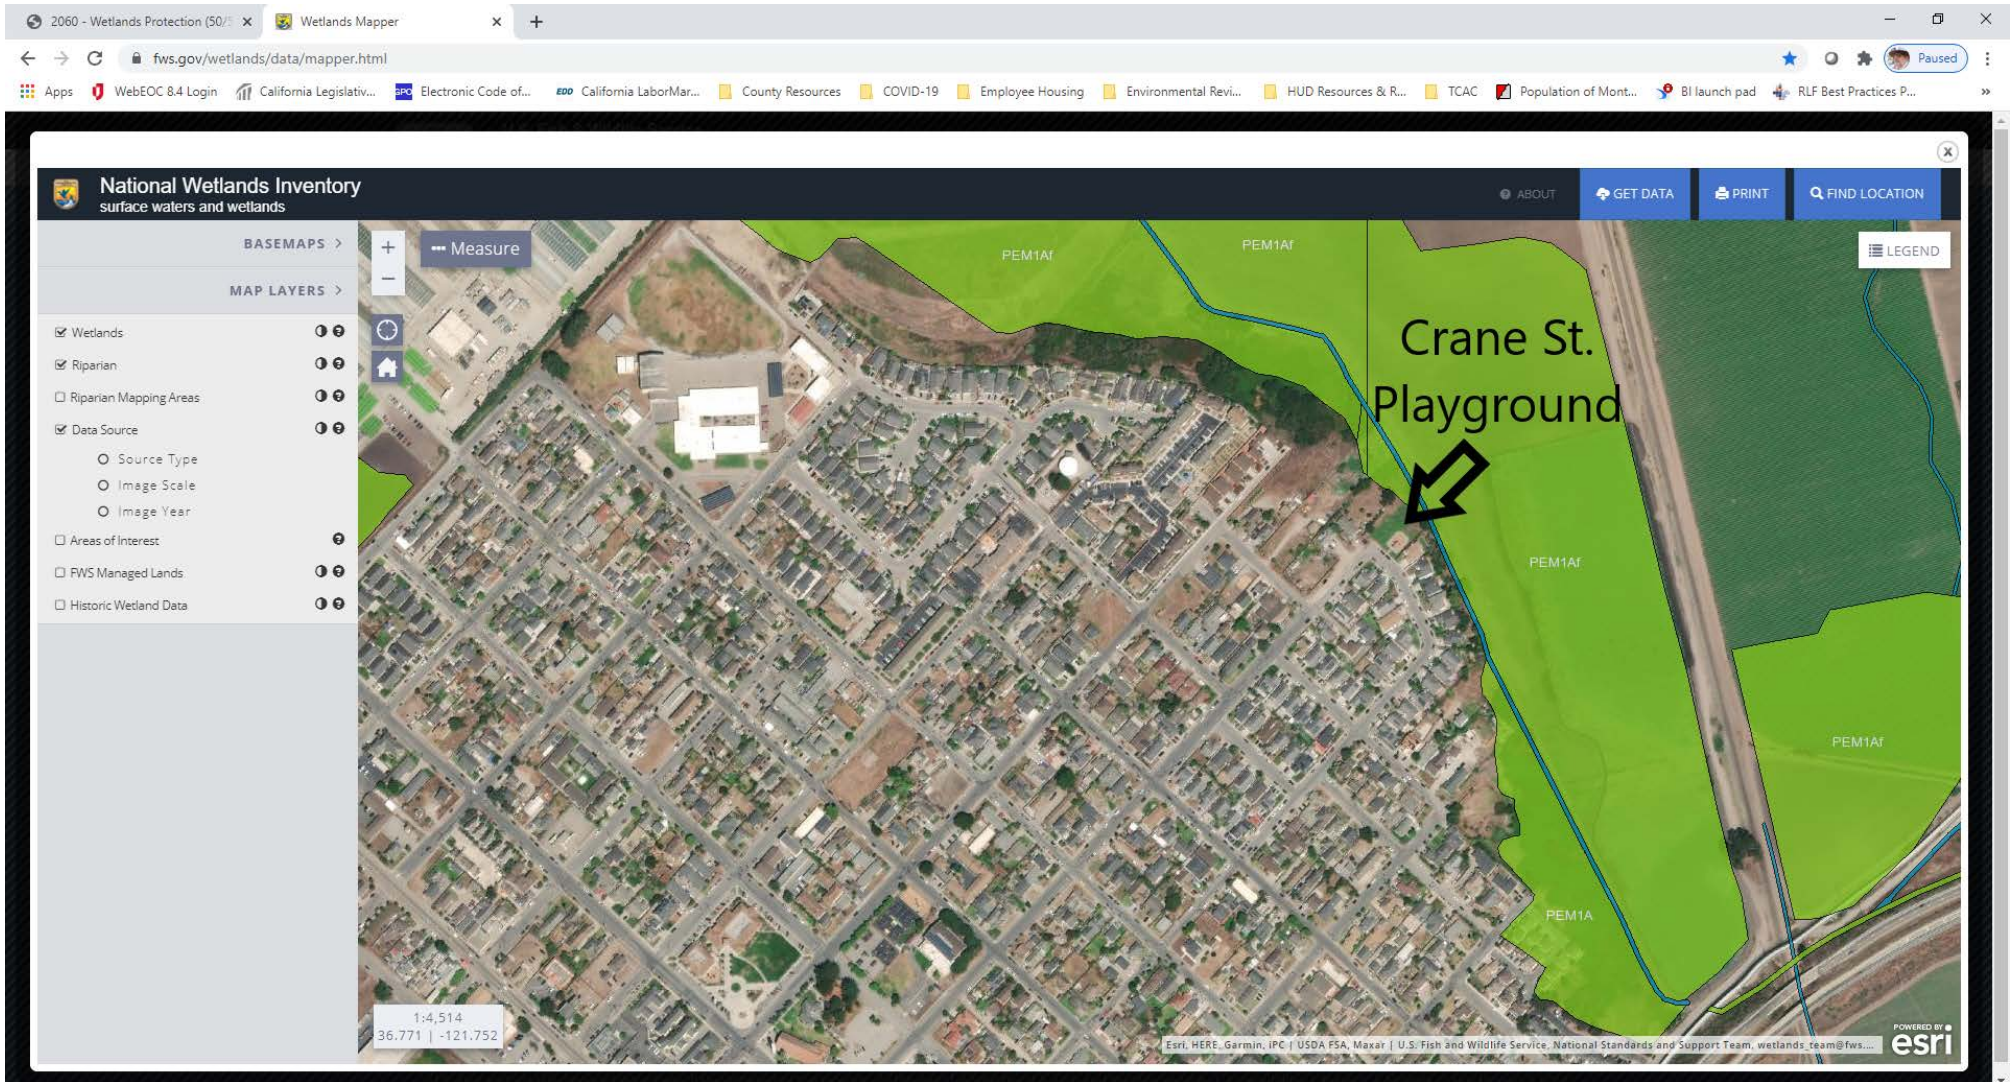 2060 - Wetlands Protection (50/5
Wetlands Mapper
fws.gov/wetlands/data/mapper.html
Paused
Apps
WebEOC 8.4 Login
California Legislativ...
GPO
Electronic Code of...
EDD
California LaborMar...
County Resources
COVID-19
Employee Housing
Environmental Revi...
HUD Resources & R...
TCAC
Population of Mont...
BI launch pad
RLF Best Practices P...
National Wetlands Inventory
surface waters and wetlands
ABOUT
GET DATA
PRINT
FIND LOCATION
BASEMAPS >
MAP LAYERS >
Wetlands
Riparian
Riparian Mapping Areas
Data Source
Source Type
Image Scale
Image Year
Areas of Interest
FWS Managed Lands
Historic Wetland Data
+
−
Measure
LEGEND
PEM1Af
PEM1Af
Crane St.
Playground
PEM1Af
PEM1Af
PEM1A
1:4,514
36.771 | -121.752
Esri, HERE, Garmin, iPC | USDA FSA, Maxar | U.S. Fish and Wildlife Service, National Standards and Support Team, wetlands_team@fws....
POWERED BY
esri